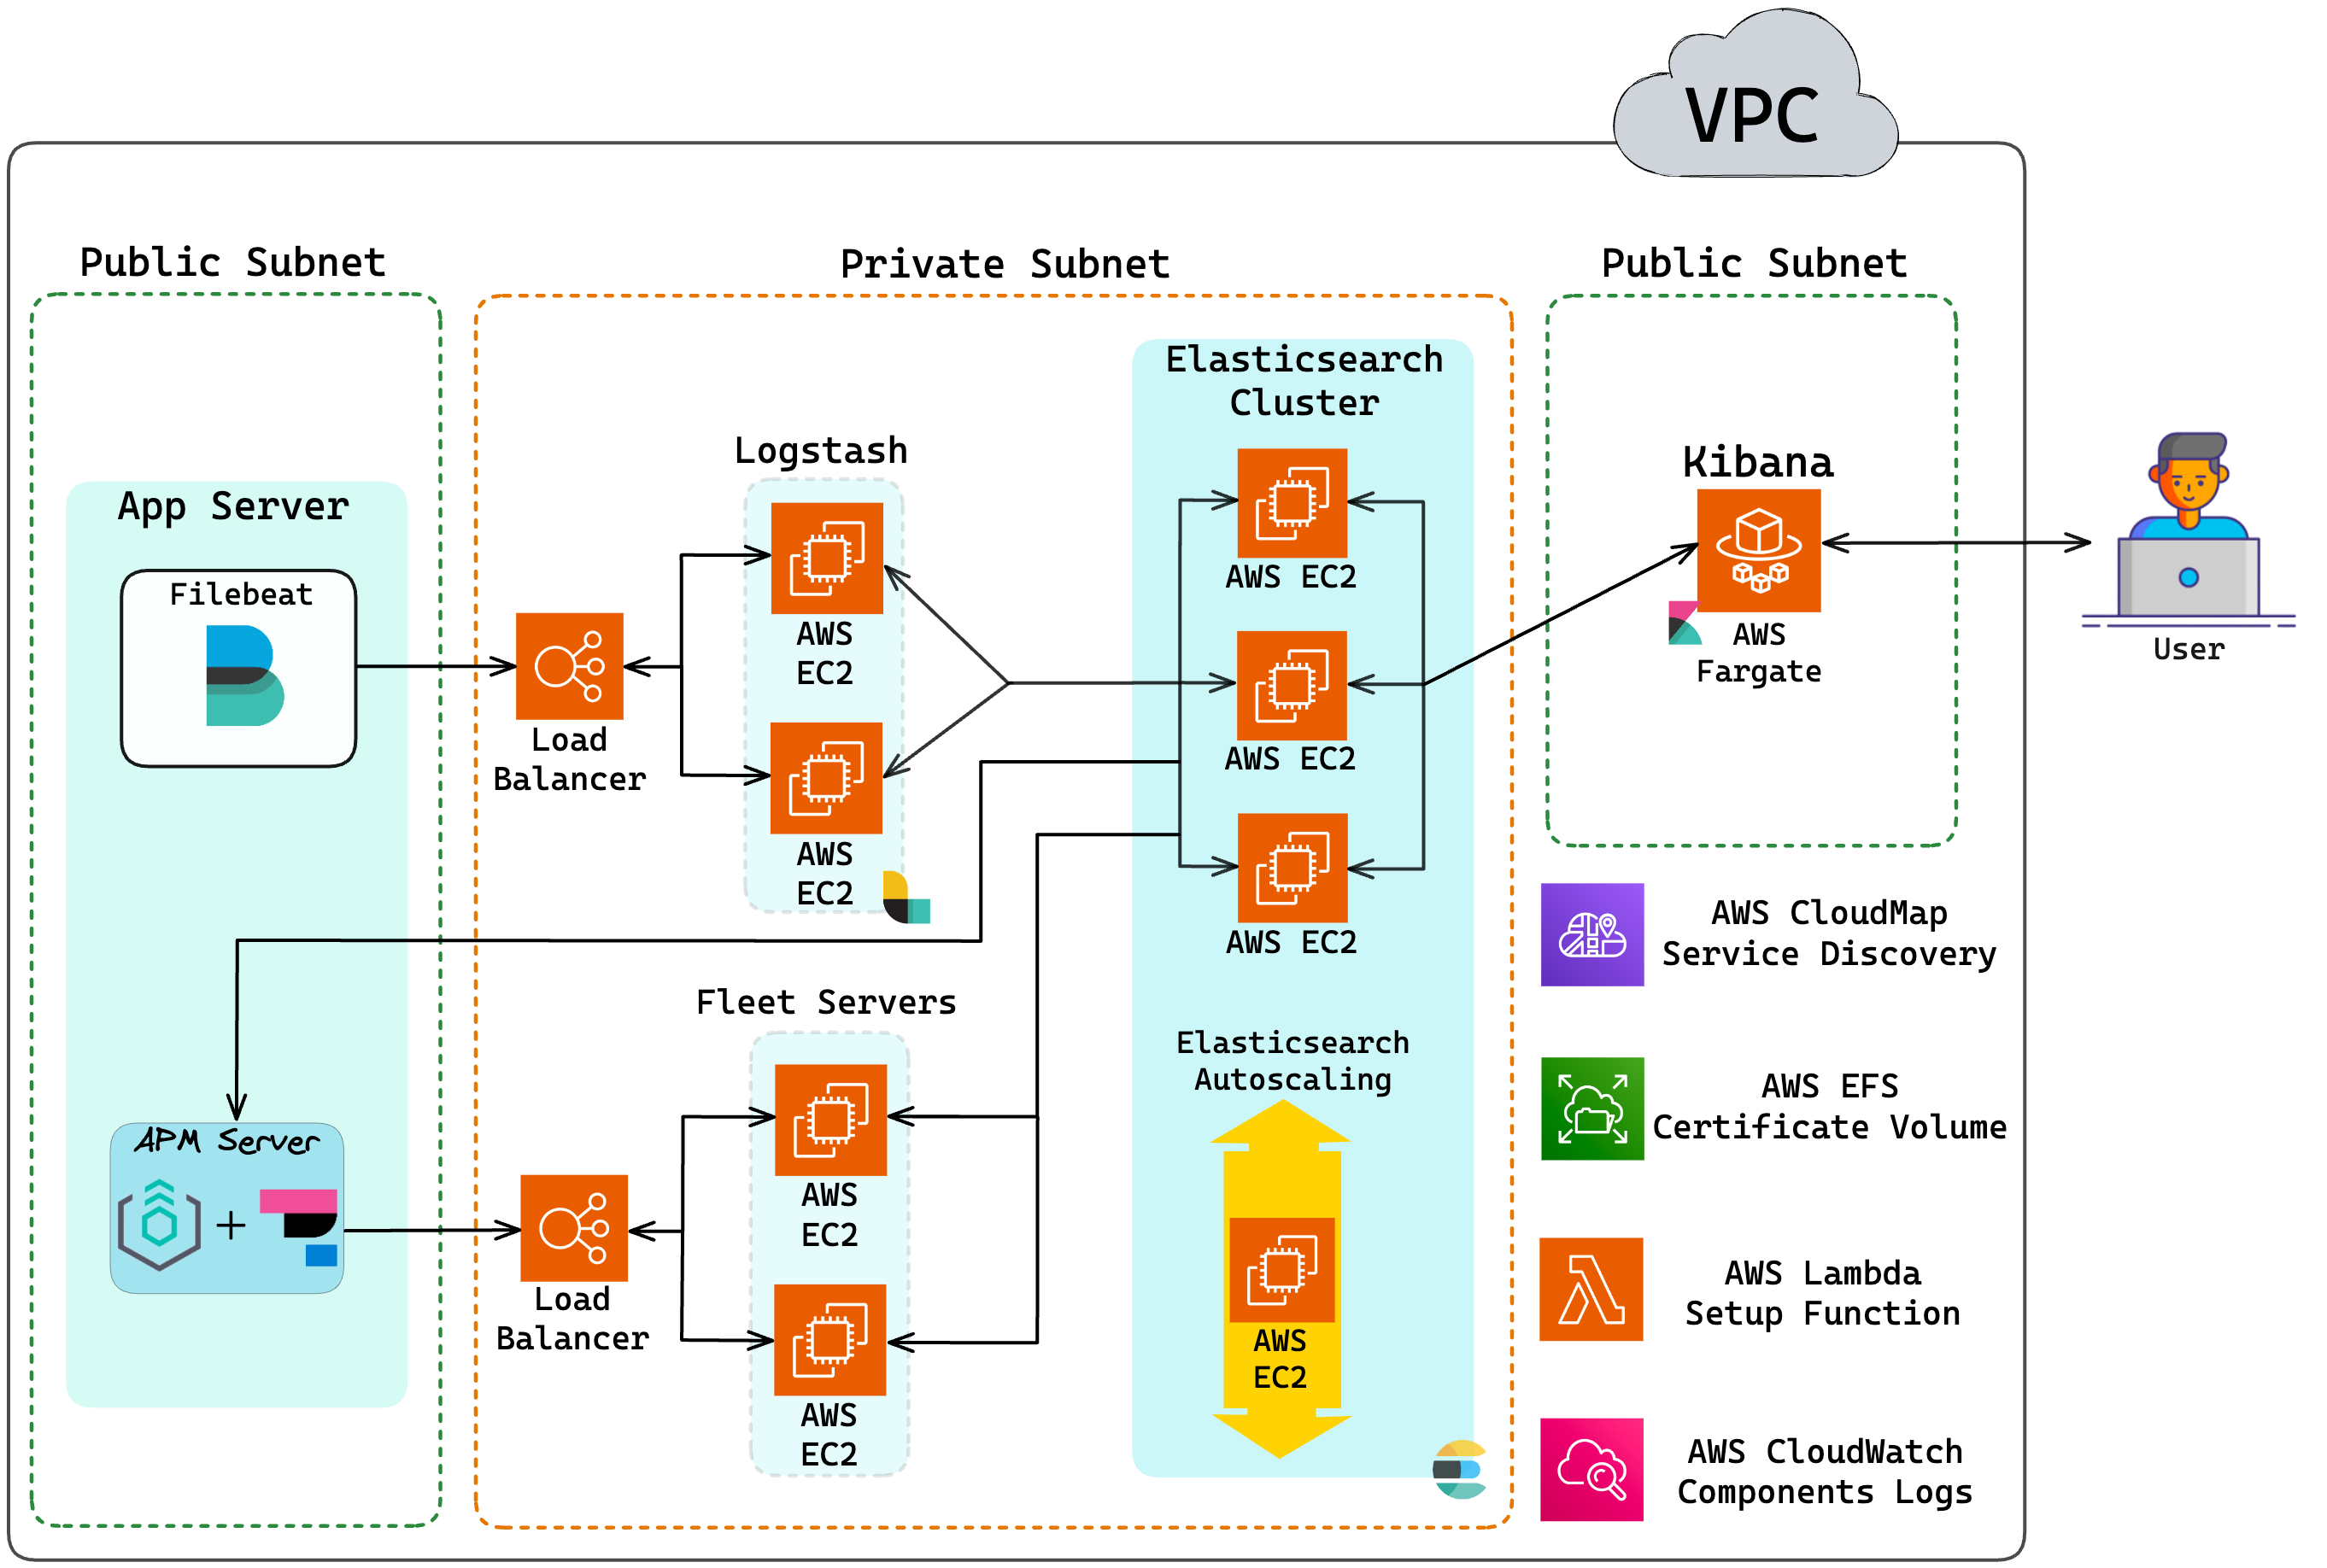 VPC
Public Subnet
Private Subnet
Public Subnet
App Server
Filebeat
Load
Balancer
Logstash
AWS
EC2
AWS
EC2
Elasticsearch
Cluster
AWS EC2
AWS EC2
AWS EC2
Kibana
AWS
Fargate
User
APM Server
+
Load
Balancer
Fleet Servers
AWS
EC2
AWS
EC2
Elasticsearch
Autoscaling
AWS
EC2
AWS CloudMap
Service Discovery
AWS EFS
Certificate Volume
AWS Lambda
Setup Function
AWS CloudWatch
Components Logs